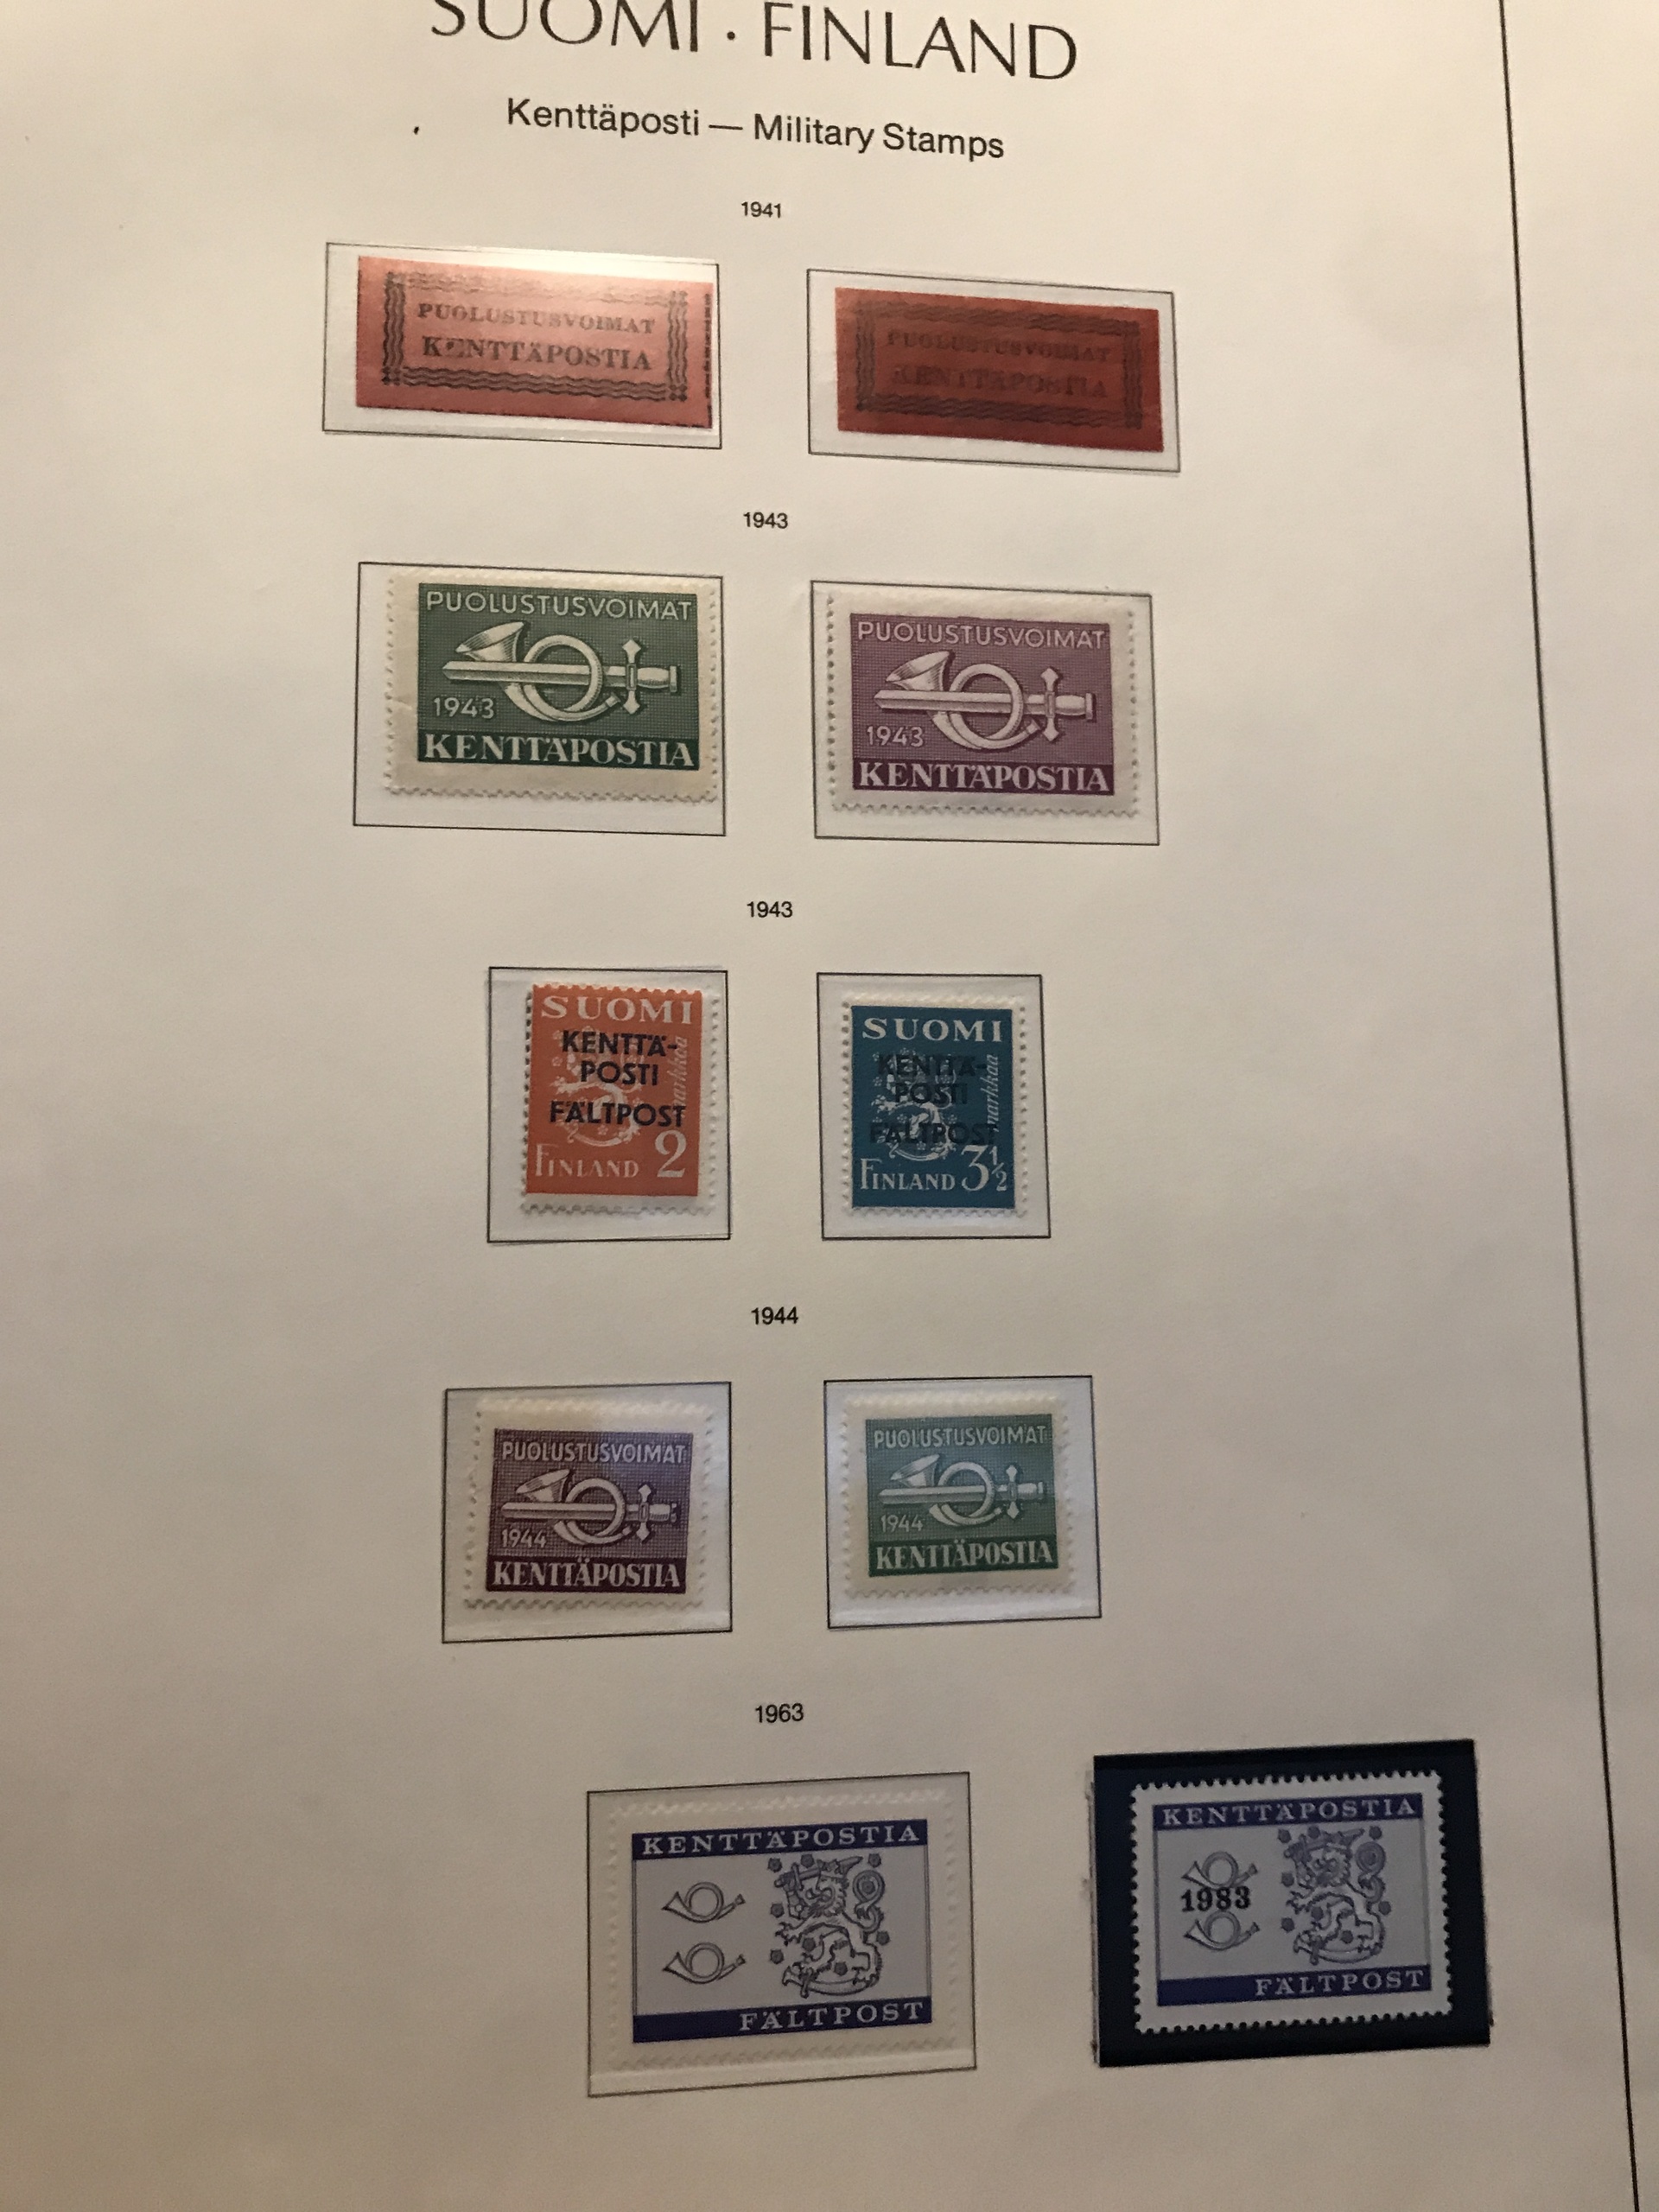 SUOMI · FINLAND
Kenttäposti — Military Stamps
1941
PUOLUSTUSVOIMAT
KENTTÄPOSTIA
PUOLUSTUSVOIMAT
KENTTÄPOSTIA
1943
PUOLUSTUSVOIMAT
1943
KENTTÄPOSTIA
PUOLUSTUSVOIMAT
1943
KENTTÄPOSTIA
1943
SUOMI
KENTTÄ-
POSTI
FÄLTPOST
markkaa
FINLAND 2
SUOMI
KENTTÄ-
POSTI
FÄLTPOST
markkaa
FINLAND 3½
1944
PUOLUSTUSVOIMAT
1944
KENTTÄPOSTIA
PUOLUSTUSVOIMAT
1944
KENTTÄPOSTIA
1963
KENTTÄPOSTIA
FÄLTPOST
KENTTÄPOSTIA
1983
FÄLTPOST